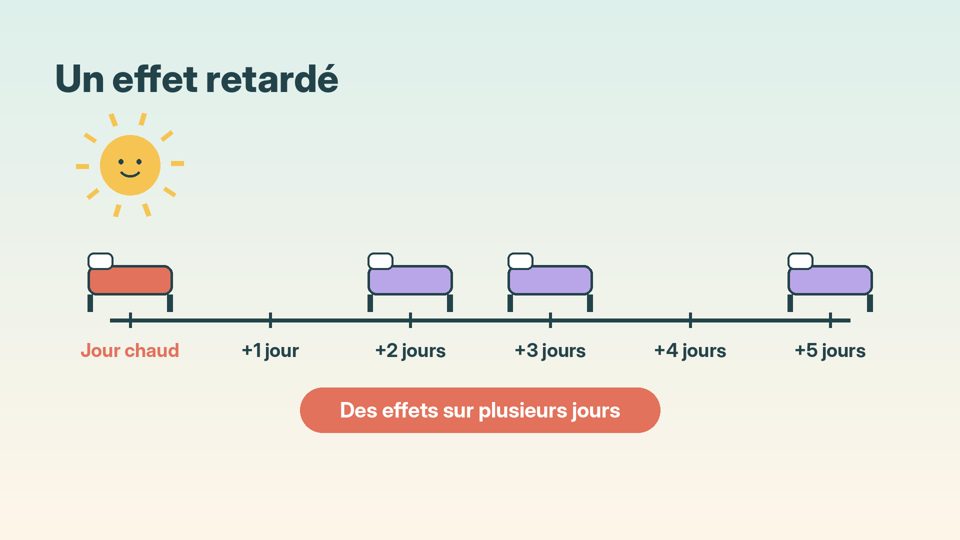 Un effet retardé
Jour chaud
+1 jour
+2 jours
+3 jours
+4 jours
+5 jours
Des effets sur plusieurs jours